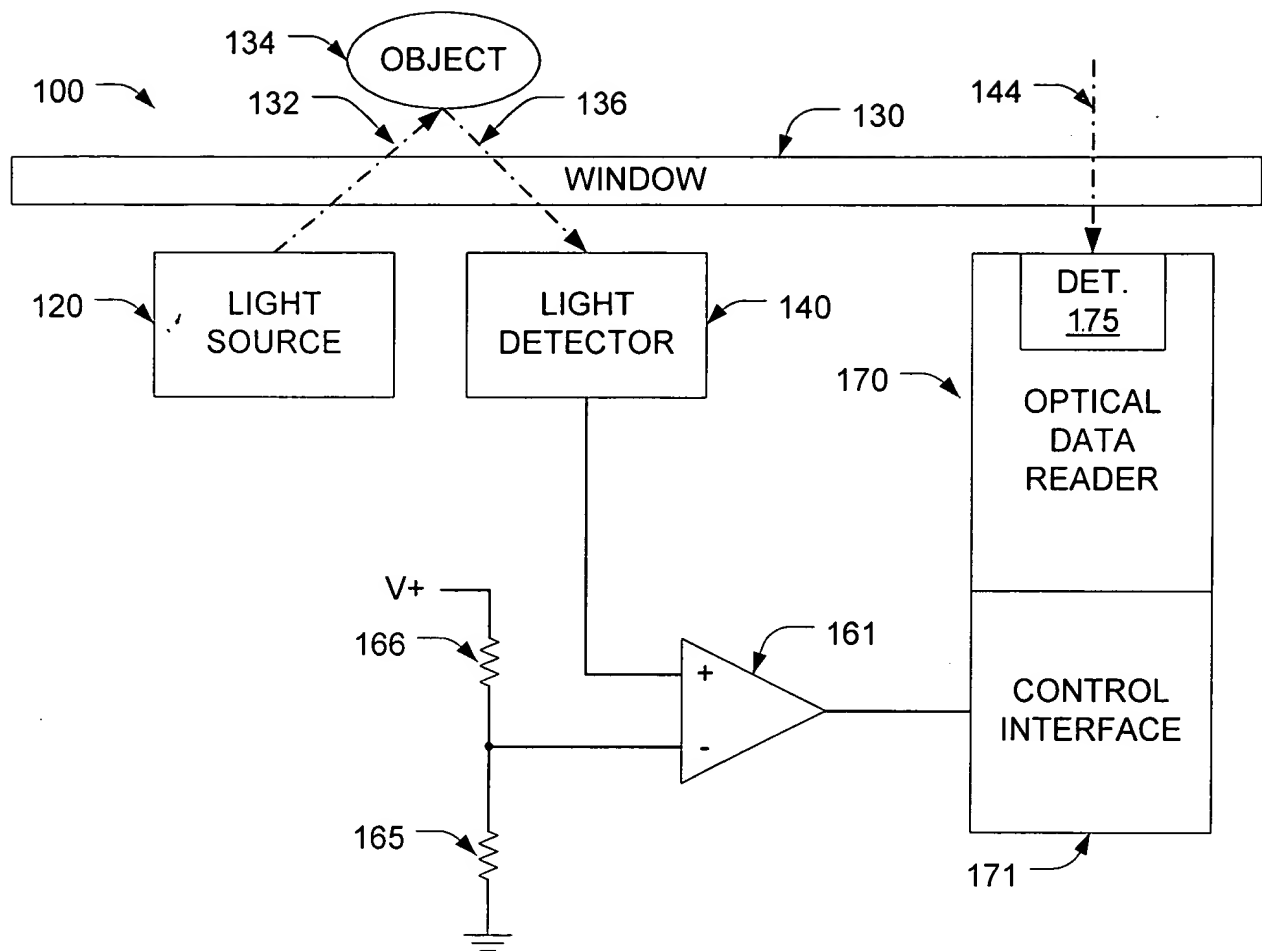 134
OBJECT
100
132
136
144
130
WINDOW
120
LIGHT
SOURCE
LIGHT
DETECTOR
140
DET.
175
170
OPTICAL
DATA
READER
V+
166
161
+
-
CONTROL
INTERFACE
165
171